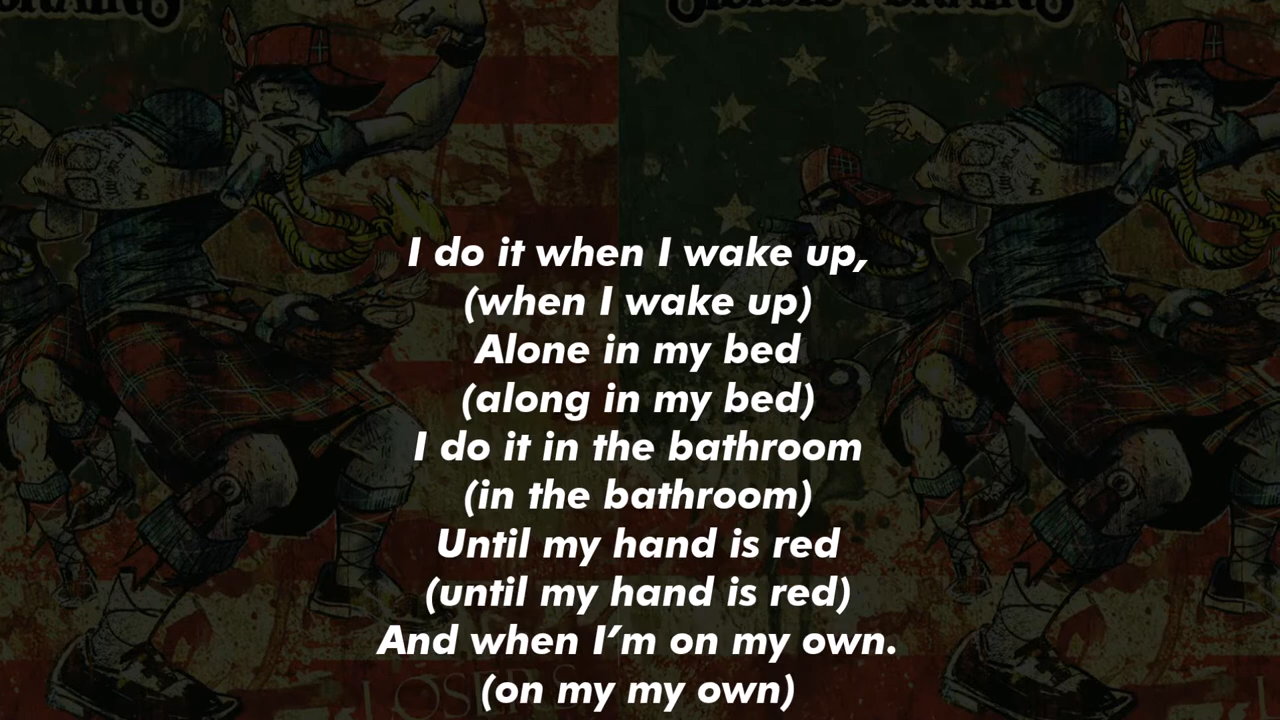 I do it when I wake up,
(when I wake up)
Alone in my bed
(along in my bed)
I do it in the bathroom
(in the bathroom)
Until my hand is red
(until my hand is red)
And when I’m on my own.
(on my my own)
LOSERS